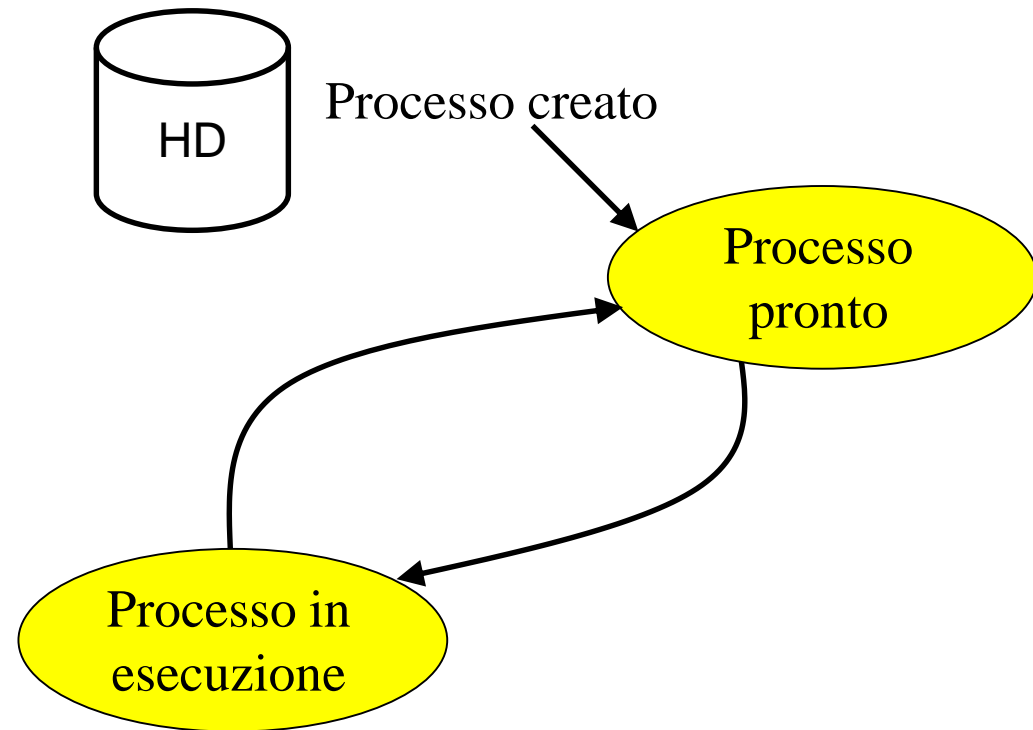 HD
Processo creato
Processo
pronto
Processo in
esecuzione